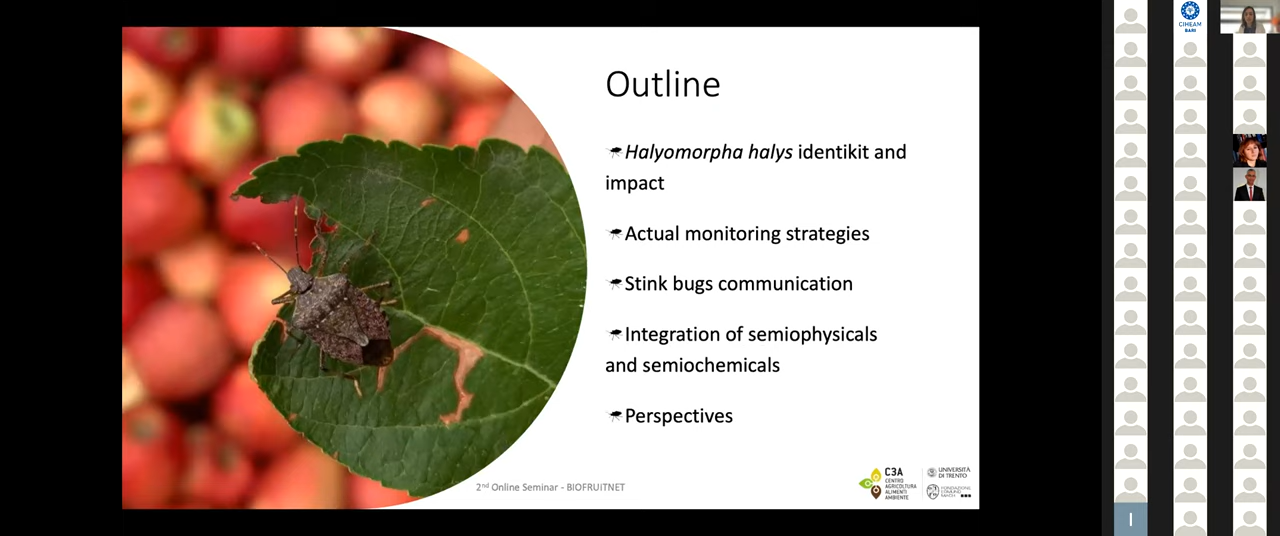 Outline
Halyomorpha halys identikit and
impact
Actual monitoring strategies
Stink bugs communication
Integration of semiophysicals
and semiochemicals
Perspectives
2nd Online Seminar - BIOFRUITNET
C3A
CENTRO
AGRICOLTURA
ALIMENTI
AMBIENTE
UNIVERSITÀ
DI TRENTO
FONDAZIONE
EDMUND
MACH
CIHEAM
BARI
I